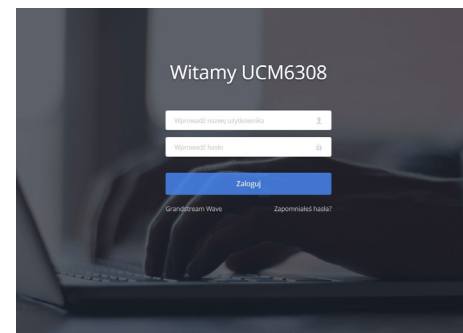 Witamy UCM6308
Wprowadź nazwę użytkownika
Wprowadź hasło
Zaloguj
Grandstream Wave Zapomniałeś hasła?